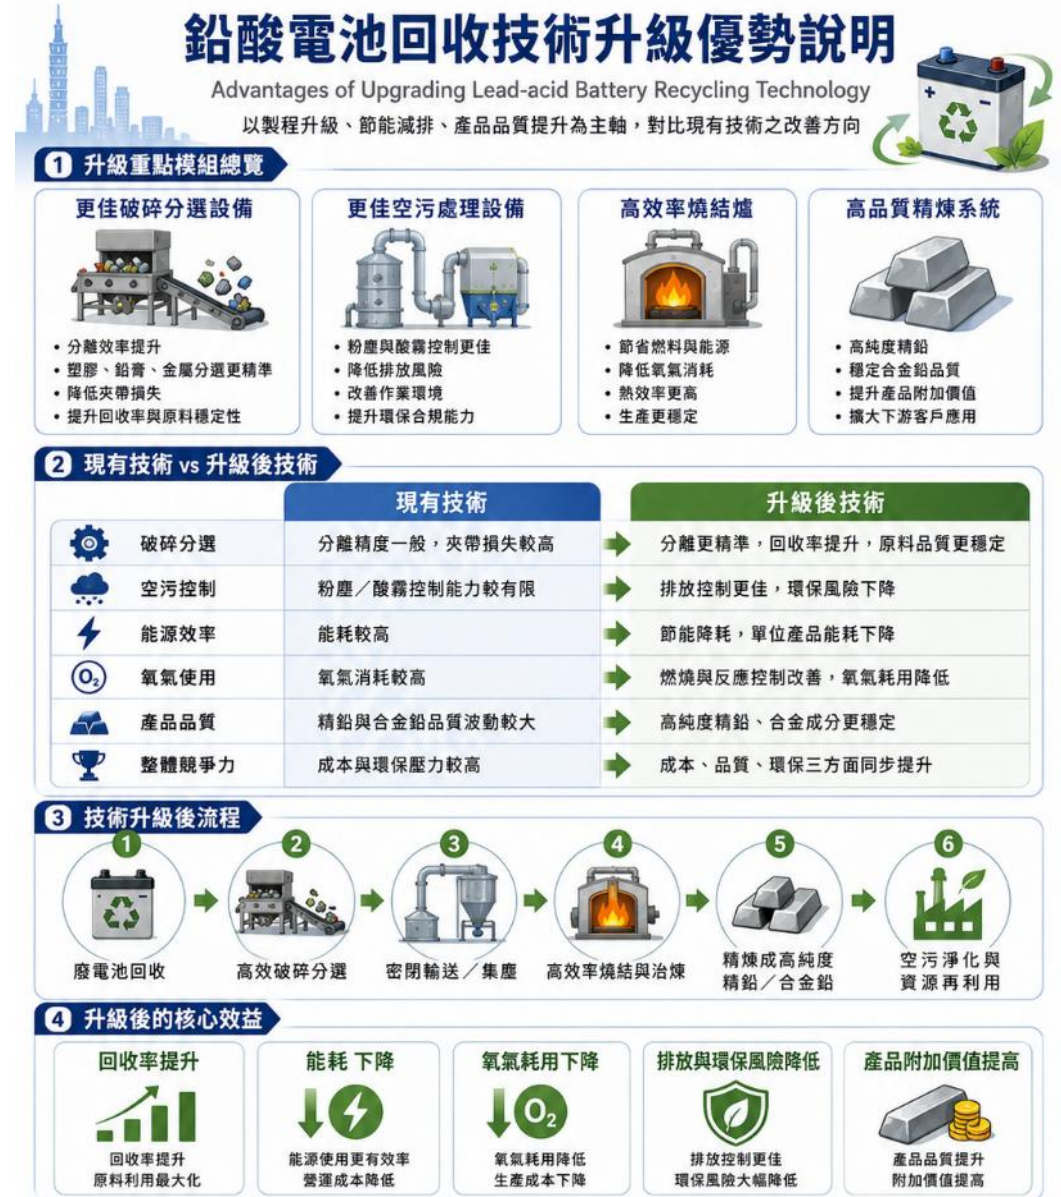 鉛酸電池回收技術升級優勢說明
Advantages of Upgrading Lead-acid Battery Recycling Technology
以製程升級、節能減排、產品品質提升為主軸，對比現有技術之改善方向
1 升級重點模組總覽
更佳破碎分選設備
• 分離效率提升
• 塑膠、鉛膏、金屬分選更精準
• 降低夾帶損失
• 提升回收率與原料穩定性
更佳空污處理設備
• 粉塵與酸霧控制更佳
• 降低排放風險
• 改善作業環境
• 提升環保合規能力
高效率燒結爐
• 節省燃料與能源
• 降低氧氣消耗
• 熱效率更高
• 生產更穩定
高品質精煉系統
• 高純度精鉛
• 穩定合金鉛品質
• 提升產品附加價值
• 擴大下游客戶應用
2 現有技術 vs 升級後技術
現有技術 升級後技術
破碎分選 分離精度一般，夾帶損失較高 分離更精準，回收率提升，原料品質更穩定
空污控制 粉塵／酸霧控制能力較有限 排放控制更佳，環保風險下降
能源效率 能耗較高 節能降耗，單位產品能耗下降
O₂ 氧氣使用 氧氣消耗較高 燃燒與反應控制改善，氧氣耗用降低
產品品質 精鉛與合金鉛品質波動較大 高純度精鉛、合金成分更穩定
整體競爭力 成本與環保壓力較高 成本、品質、環保三方面同步提升
3 技術升級後流程
1
廢電池回收
2
高效破碎分選
3
密閉輸送／集塵
4
高效率燒結與冶煉
5
精煉成高純度
精鉛／合金鉛
6
空污淨化與
資源再利用
4 升級後的核心效益
回收率提升
回收率提升
原料利用最大化
能耗 下降
能源使用更有效率
營運成本降低
氧氣耗用下降
O₂
氧氣耗用降低
生產成本下降
排放與環保風險降低
排放控制更佳
環保風險大幅降低
產品附加價值提高
產品品質提升
附加價值提高